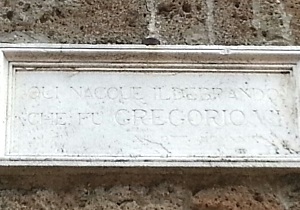 QUI NACQUE ILDEBRANDO
CHE FU GREGORIO VII